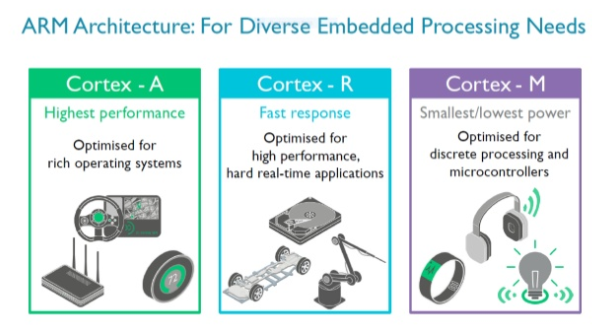 ARM Architecture: For Diverse Embedded Processing Needs
Cortex - A
Highest performance
Optimised for
rich operating systems
Cortex - R
Fast response
Optimised for
high performance,
hard real-time applications
Cortex - M
Smallest/lowest power
Optimised for
discrete processing and
microcontrollers